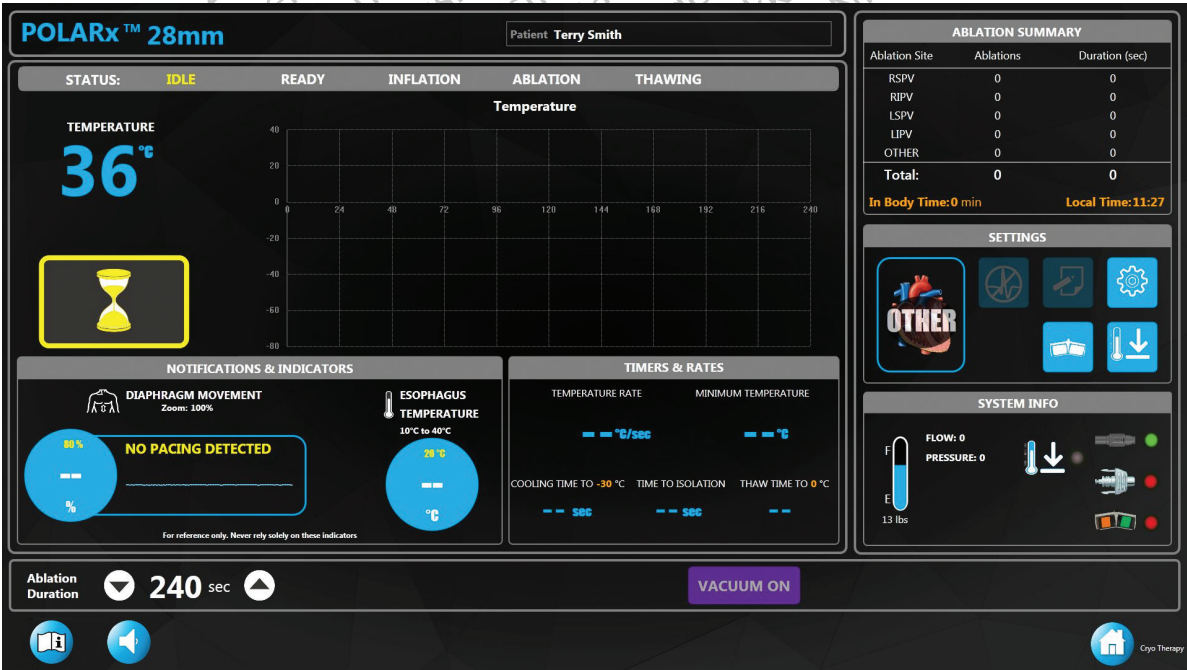 POLARx™ 28mm
Patient Terry Smith
STATUS: IDLE READY INFLATION ABLATION THAWING
TEMPERATURE
36°C
Temperature
40
20
0
0 24 48 72 96 120 144 168 192 216 240
-20
-40
-60
-80
NOTIFICATIONS & INDICATORS
DIAPHRAGM MOVEMENT
Zoom: 100%
80%
--
%
NO PACING DETECTED
ESOPHAGUS
TEMPERATURE
10°C to 40°C
20 °C
--
°C
For reference only. Never rely solely on these indicators
TIMERS & RATES
TEMPERATURE RATE MINIMUM TEMPERATURE
-- °C/sec -- °C
COOLING TIME TO -30 °C TIME TO ISOLATION THAW TIME TO 0 °C
-- sec -- sec --
ABLATION SUMMARY
Ablation Site Ablations Duration (sec)
RSPV 0 0
RIPV 0 0
LSPV 0 0
LIPV 0 0
OTHER 0 0
Total: 0 0
In Body Time:0 min Local Time:11:27
SETTINGS
OTHER
SYSTEM INFO
F
E
13 lbs
FLOW: 0
PRESSURE: 0
Ablation
Duration
240 sec
VACUUM ON
i
Cryo Therapy